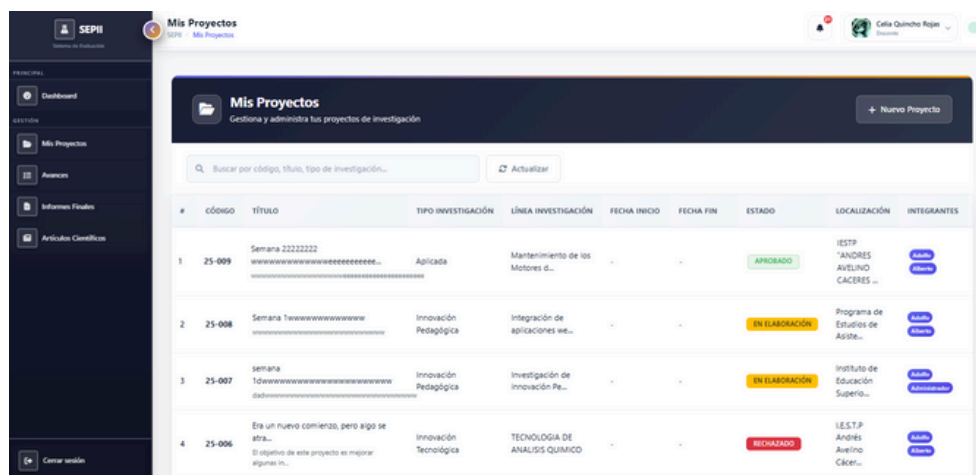 SEPII
Sistema de Evaluación
Mis Proyectos
SEPII
Mis Proyectos
Celia Quincho Rojas
Docente
PRINCIPAL
Dashboard
GESTIÓN
Mis Proyectos
Avances
Informes Finales
Artículos Científicos
Cerrar sesión
Mis Proyectos
Gestiona y administra tus proyectos de investigación
+ Nuevo Proyecto
Buscar por código, título, tipo de investigación...
Actualizar
# CÓDIGO TÍTULO TIPO INVESTIGACIÓN LÍNEA INVESTIGACIÓN FECHA INICIO FECHA FIN ESTADO LOCALIZACIÓN INTEGRANTES
1 25-009
Semana 22222222
Aplicada
Mantenimiento de los
Motores d...
-
-
APROBADO
IESTP
"ANDRES
AVELINO
CACERES ...
Adolfo
Alberto
2 25-008
Semana
Innovación
Pedagógica
Integración de
aplicaciones we...
-
-
EN ELABORACIÓN
Programa de
Estudios de
Asiste...
Adolfo
Alberto
3 25-007
semana
Innovación
Pedagógica
Investigación de
Innovación Pe...
-
-
EN ELABORACIÓN
Instituto de
Educación
Superio...
Adolfo
Administrador
4 25-006
Era un nuevo comienzo, pero algo se
atra...
El objetivo de este proyecto es mejorar
algunas in...
Innovación
Tecnológica
TECNOLOGIA DE
ANALISIS QUIMICO
-
-
RECHAZADO
I.E.S.T.P
Andrés
Avelino
Cácer...
Adolfo
Alberto